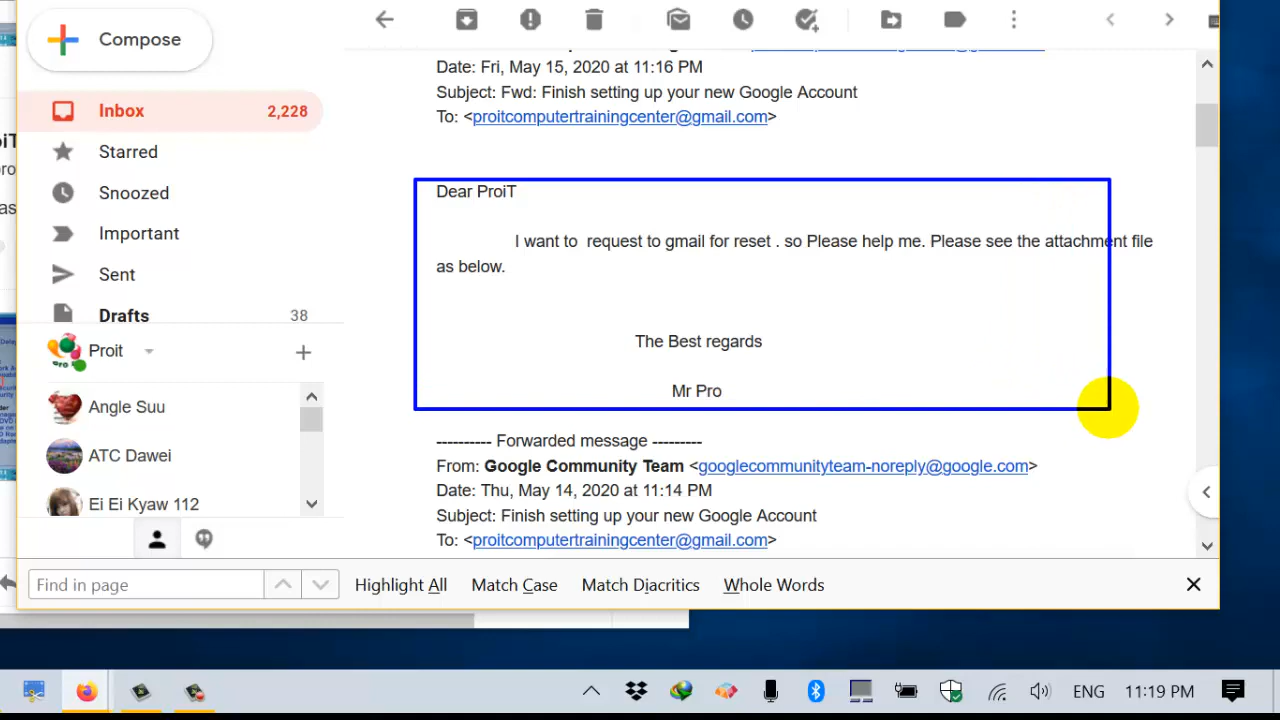 Compose
Inbox 2,228
Starred
Snoozed
Important
Sent
Drafts 38
Proit
Angle Suu
ATC Dawei
Ei Ei Kyaw 112
Date: Fri, May 15, 2020 at 11:16 PM
Subject: Fwd: Finish setting up your new Google Account
To: <proitcomputertrainingcenter@gmail.com>
Dear ProiT
I want to  request to gmail for reset . so Please help me. Please see the attachment file
as below.
The Best regards
Mr Pro
---------- Forwarded message ---------
From: Google Community Team <googlecommunityteam-noreply@google.com>
Date: Thu, May 14, 2020 at 11:14 PM
Subject: Finish setting up your new Google Account
To: <proitcomputertrainingcenter@gmail.com>
Find in page Highlight All Match Case Match Diacritics Whole Words
ENG 11:19 PM